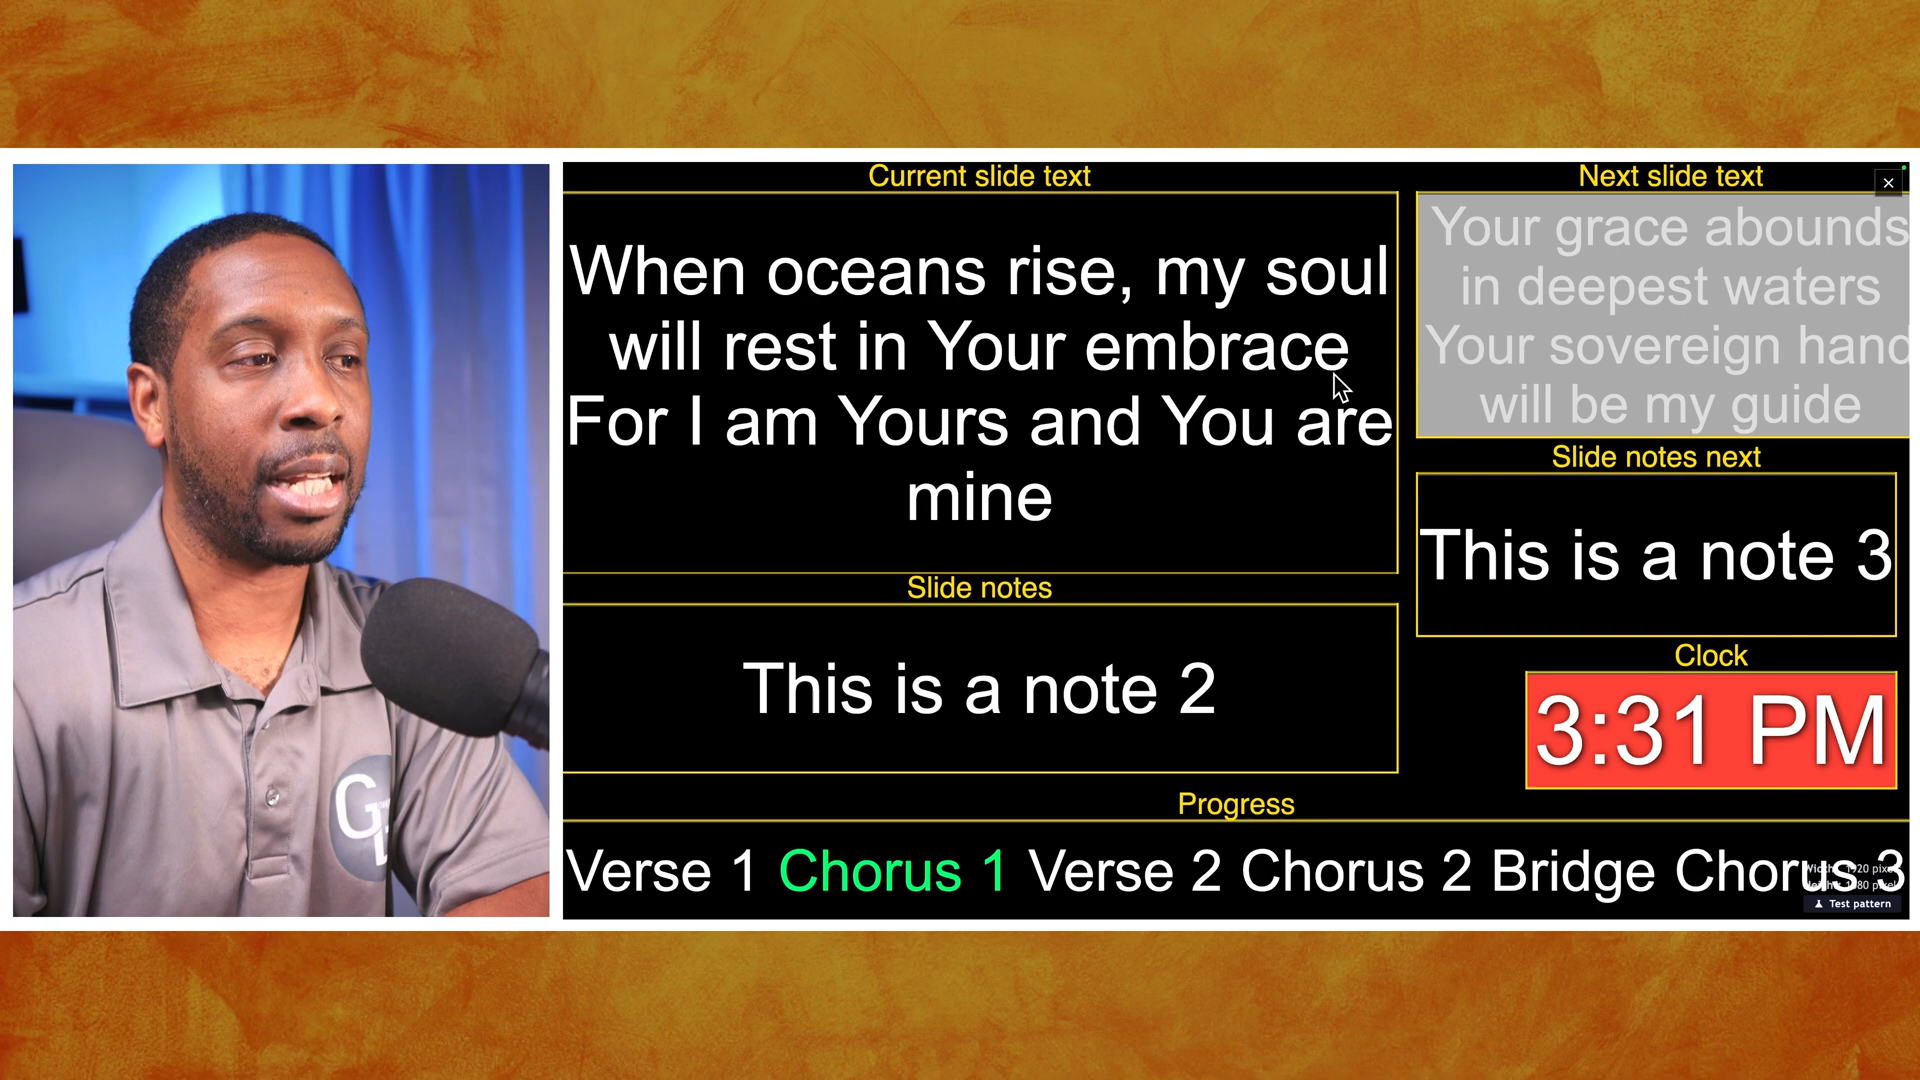 Current slide text
When oceans rise, my soul
will rest in Your embrace
For I am Yours and You are
mine
Slide notes
This is a note 2
Next slide text
Your grace abounds
in deepest waters
Your sovereign hand
will be my guide
Slide notes next
This is a note 3
Clock
3:31 PM
Progress
Verse 1 Chorus 1 Verse 2 Chorus 2 Bridge Chorus 3
Test pattern